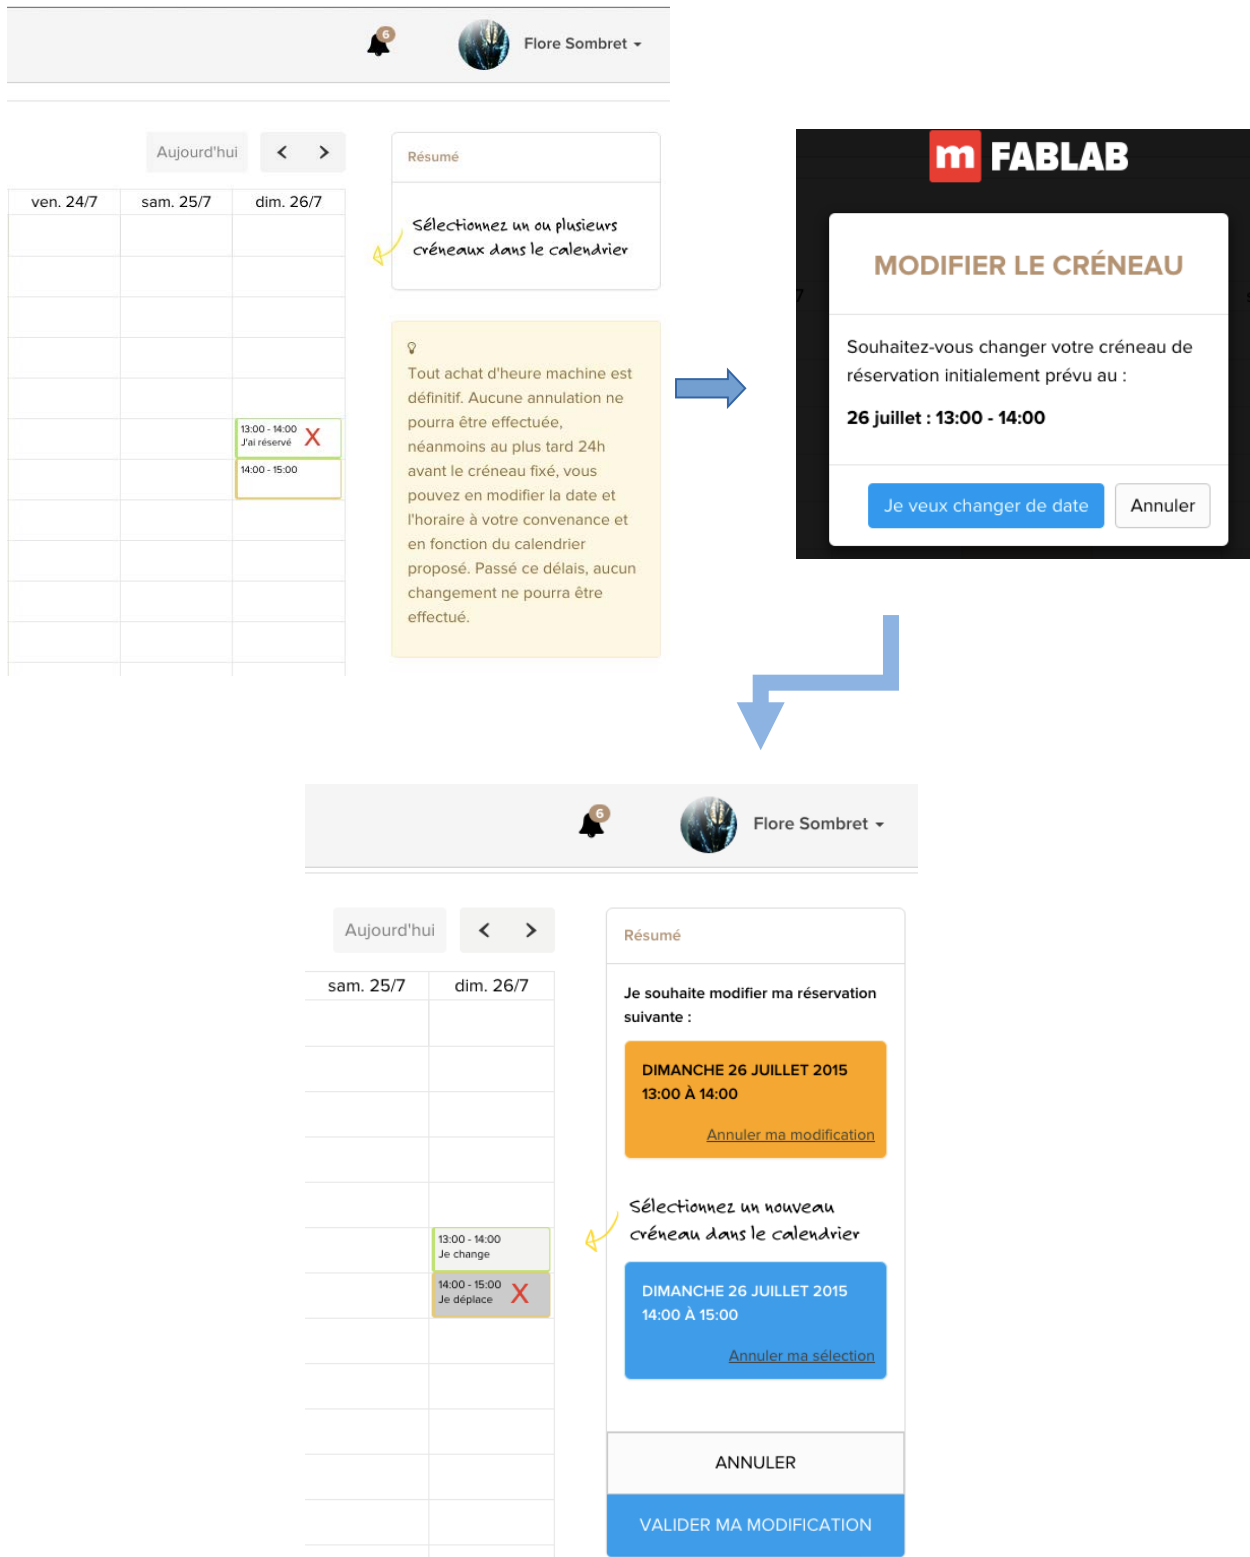 6
Flore Sombret
Aujourd'hui
< >
Résumé
ven. 24/7 sam. 25/7 dim. 26/7
Sélectionnez un ou plusieurs
créneaux dans le calendrier
13:00 - 14:00
J'ai réservé X
14:00 - 15:00
Tout achat d'heure machine est
définitif. Aucune annulation ne
pourra être effectuée,
néanmoins au plus tard 24h
avant le créneau fixé, vous
pouvez en modifier la date et
l'horaire à votre convenance et
en fonction du calendrier
proposé. Passé ce délais, aucun
changement ne pourra être
effectué.
m FABLAB
MODIFIER LE CRÉNEAU
7
Souhaitez-vous changer votre créneau de
réservation initialement prévu au :
26 juillet : 13:00 - 14:00
Je veux changer de date Annuler
6
Flore Sombret
Aujourd'hui
< >
Résumé
sam. 25/7 dim. 26/7
Je souhaite modifier ma réservation
suivante :
DIMANCHE 26 JUILLET 2015
13:00 À 14:00
Annuler ma modification
Sélectionnez un nouveau
créneau dans le calendrier
13:00 - 14:00
Je change
14:00 - 15:00
Je déplace X
DIMANCHE 26 JUILLET 2015
14:00 À 15:00
Annuler ma sélection
ANNULER
VALIDER MA MODIFICATION